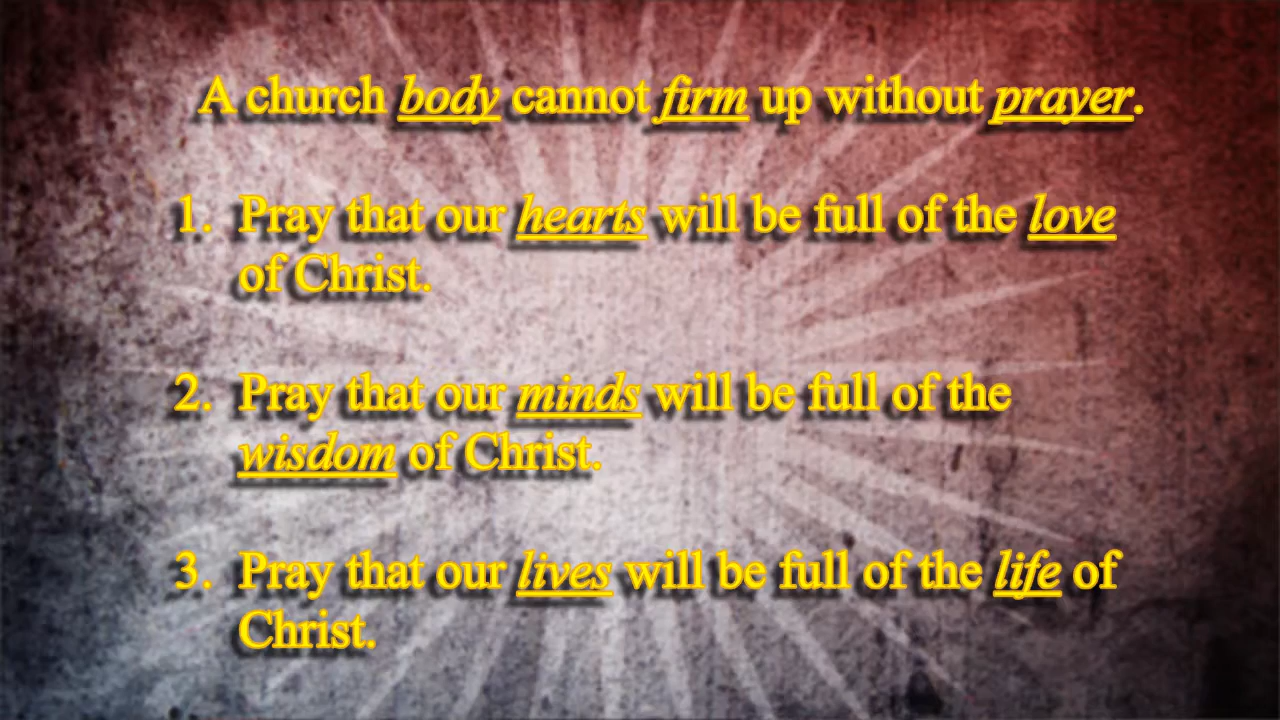 A church body cannot firm up without prayer.
1. Pray that our hearts will be full of the love
of Christ.
2. Pray that our minds will be full of the
wisdom of Christ.
3. Pray that our lives will be full of the life of
Christ.